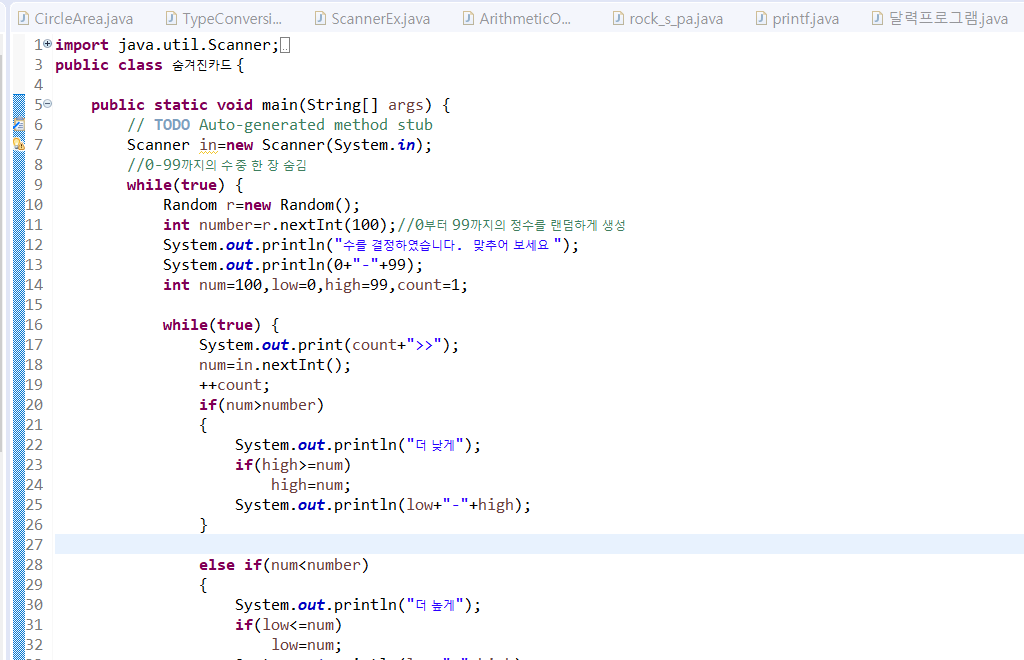 CircleArea.java TypeConversi... ScannerEx.java ArithmeticO... rock_s_pa.java printf.java 달력프로그램.java
1 import java.util.Scanner;
3 public class 숨겨진카드 {
4
5 public static void main(String[] args) {
6 // TODO Auto-generated method stub
7 Scanner in=new Scanner(System.in);
8 //0-99까지의 수중 한 장 숨김
9 while(true) {
10 Random r=new Random();
11 int number=r.nextInt(100);//0부터 99까지의 정수를 랜덤하게 생성
12 System.out.println("수를 결정하였습니다. 맞추어 보세요 ");
13 System.out.println(0+"-"+99);
14 int num=100,low=0,high=99,count=1;
15
16 while(true) {
17 System.out.print(count+">>");
18 num=in.nextInt();
19 ++count;
20 if(num>number)
21 {
22 System.out.println("더 낮게");
23 if(high>=num)
24 high=num;
25 System.out.println(low+"-"+high);
26 }
27
28 else if(num<number)
29 {
30 System.out.println("더 높게");
31 if(low<=num)
32 low=num;